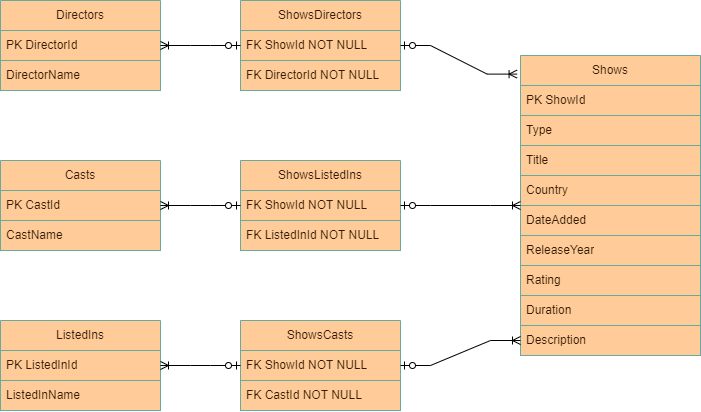 Directors
PK DirectorId
DirectorName
ShowsDirectors
FK ShowId NOT NULL
FK DirectorId NOT NULL
Shows
PK ShowId
Type
Title
Country
DateAdded
ReleaseYear
Rating
Duration
Description
Casts
PK CastId
CastName
ShowsListedIns
FK ShowId NOT NULL
FK ListedInId NOT NULL
ListedIns
PK ListedInId
ListedInName
ShowsCasts
FK ShowId NOT NULL
FK CastId NOT NULL